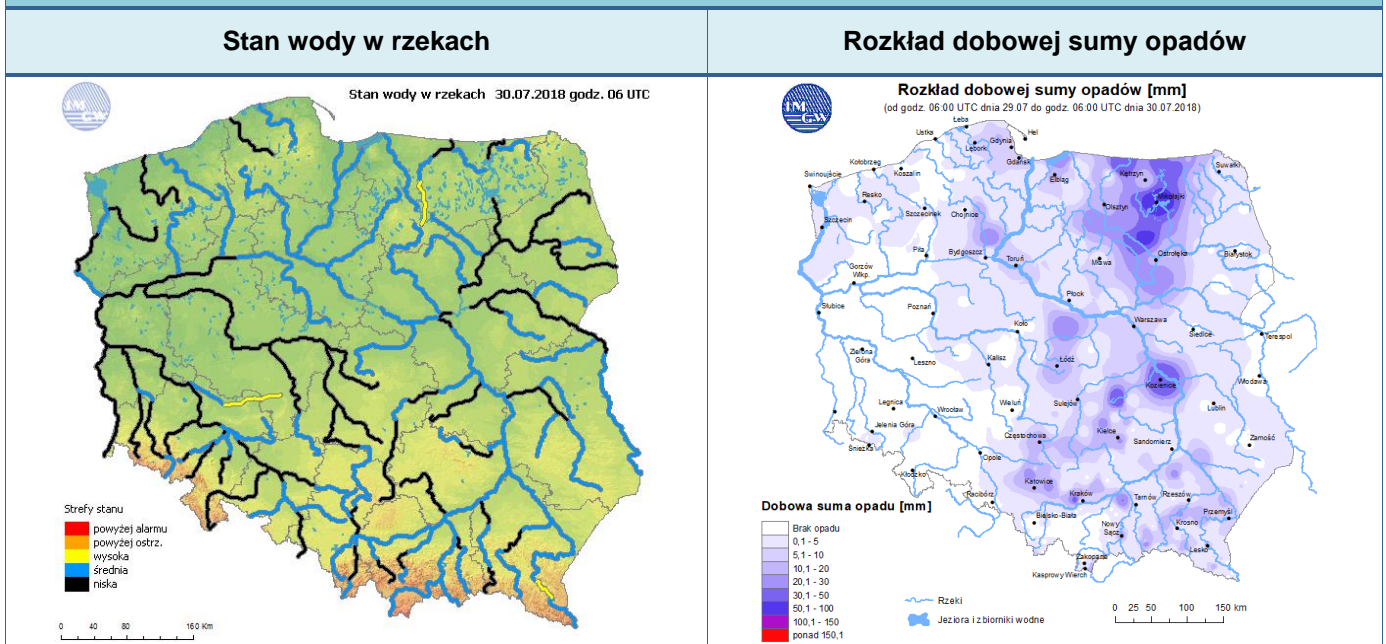 Stan wody w rzekach
Rozkład dobowej sumy opadów
IM
GW
Stan wody w rzekach 30.07.2018 godz. 06 UTC
Strefy stanu
powyżej alarmu
powyżej ostrz.
wysoka
średnia
niska
0 40 80 160 Km
IM
GW
Rozkład dobowej sumy opadów [mm]
(od godz. 06:00 UTC dnia 29.07 do godz. 06:00 UTC dnia 30.07.2018)
Łeba
Ustka
Hel
Gdynia
Lębork
Gdańsk
Kołobrzeg
Koszalin
Suwałki
Świnoujście
Elbląg
Kętrzyn
Resko
Mikołajki
Szczecinek
Chojnice
Olsztyn
Szczecin
Piła
Bydgoszcz
Toruń
Mława
Ostrołęka
Białystok
Gorzów
Wlkp.
Płock
Słubice
Poznań
Koło
Warszawa
Siedlce
Terespol
Zielona
Góra
Leszno
Kalisz
Łódź
Kozienice
Włodawa
Legnica
Wrocław
Wieluń
Sulejów
Lublin
Jelenia Góra
Śnieżka
Częstochowa
Kielce
Sandomierz
Zamość
Kłodzko
Opole
Racibórz
Katowice
Kraków
Tarnów
Rzeszów
Bielsko-Biała
Nowy
Sącz
Krosno
Przemyśl
Lesko
Zakopane
Kasprowy Wierch
Dobowa suma opadu [mm]
Brak opadu
0,1 - 5
5,1 - 10
10,1 - 20
20,1 - 30
30,1 - 50
50,1 - 100
100,1 - 150
ponad 150,1
Rzeki
Jeziora i zbiorniki wodne
0 25 50 100 150 km